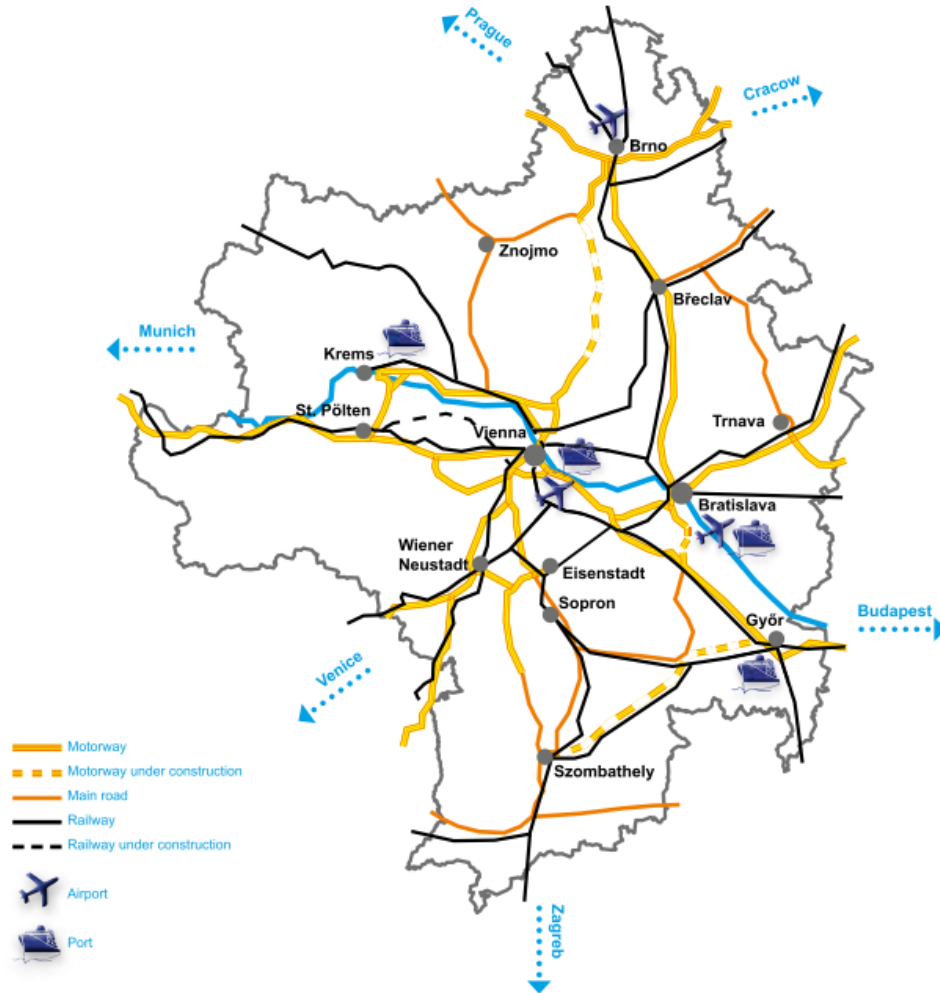 Prague
Cracow
Brno
Znojmo
Břeclav
Munich
Krems
St. Pölten
Trnava
Vienna
Bratislava
Wiener
Neustadt
Eisenstadt
Sopron
Győr
Budapest
Venice
Szombathely
Motorway
Motorway under construction
Main road
Railway
Railway under construction
Airport
Port
Zagreb